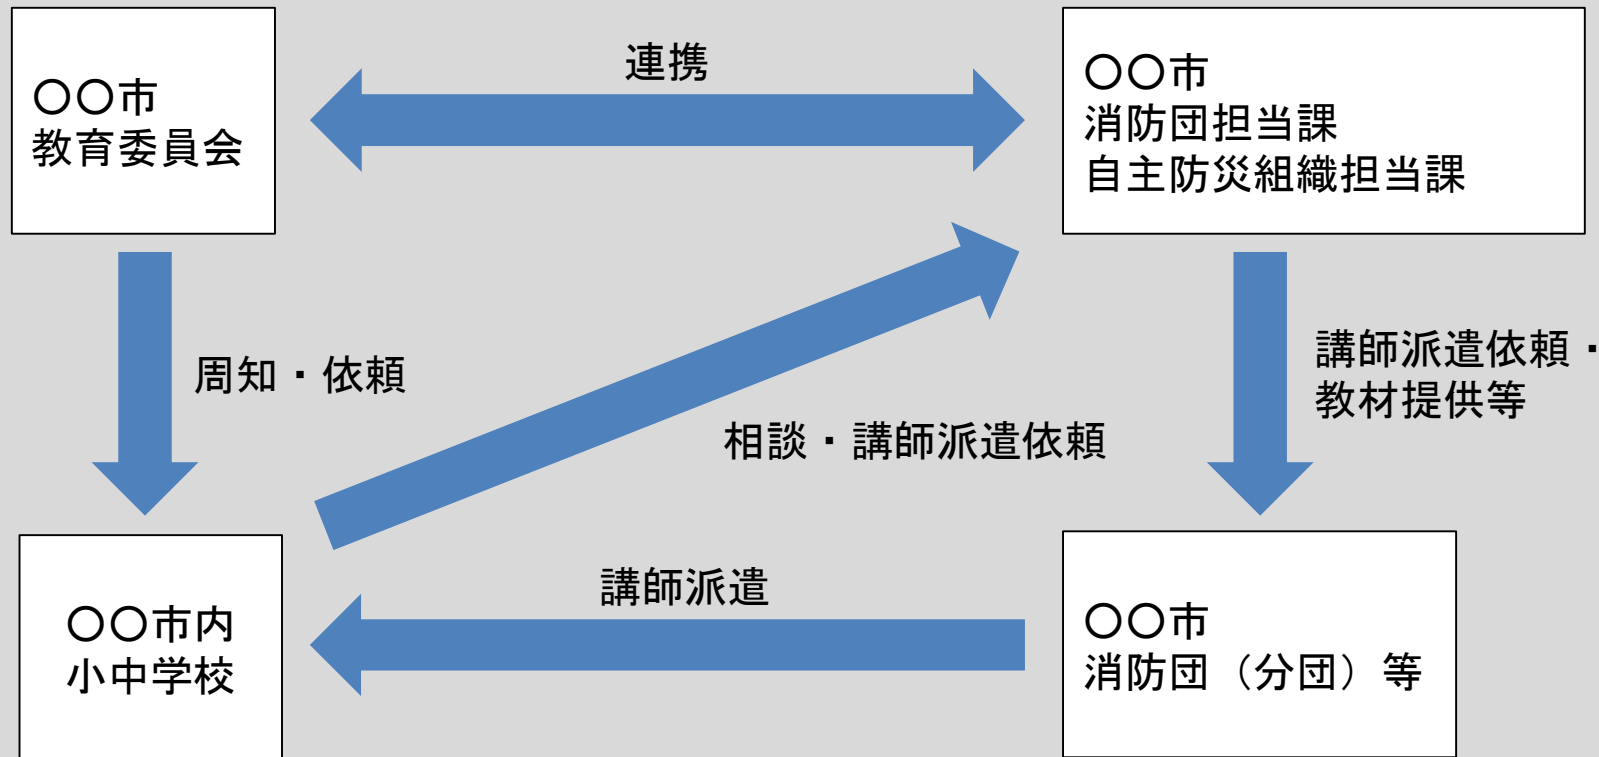 〇〇市
教育委員会
連携
〇〇市
消防団担当課
自主防災組織担当課
周知・依頼
相談・講師派遣依頼
講師派遣依頼・
教材提供等
〇〇市内
小中学校
講師派遣
〇〇市
消防団（分団）等